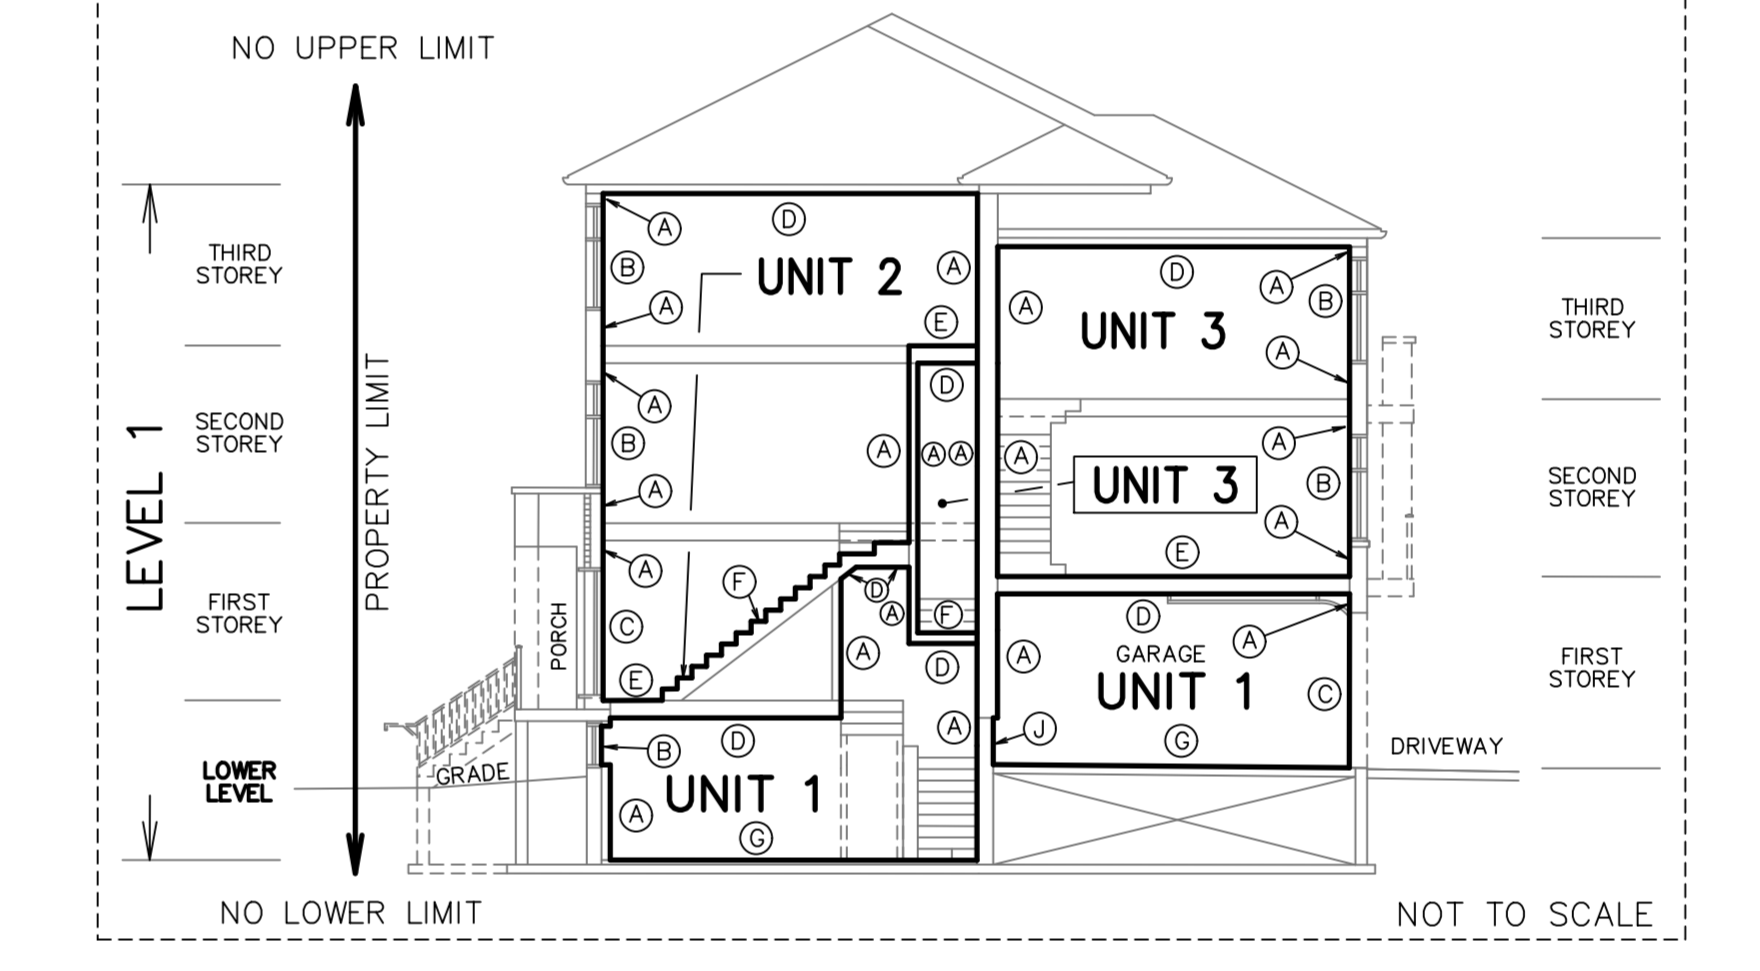 NO UPPER LIMIT
LEVEL 1
THIRD
STOREY
SECOND
STOREY
FIRST
STOREY
LOWER
LEVEL
PROPERTY LIMIT
NO LOWER LIMIT
PORCH
GRADE
A
D
B
A
UNIT 2
A
E
A
B
A
A
D
A A
A
C
E
F
D
A
F
A
D
A
B
D
UNIT 1
A
G
D
A
A
B
UNIT 3
A
A
A
B
UNIT 3
A
E
D
A
A
GARAGE
UNIT 1
C
J
G
DRIVEWAY
THIRD
STOREY
SECOND
STOREY
FIRST
STOREY
NOT TO SCALE